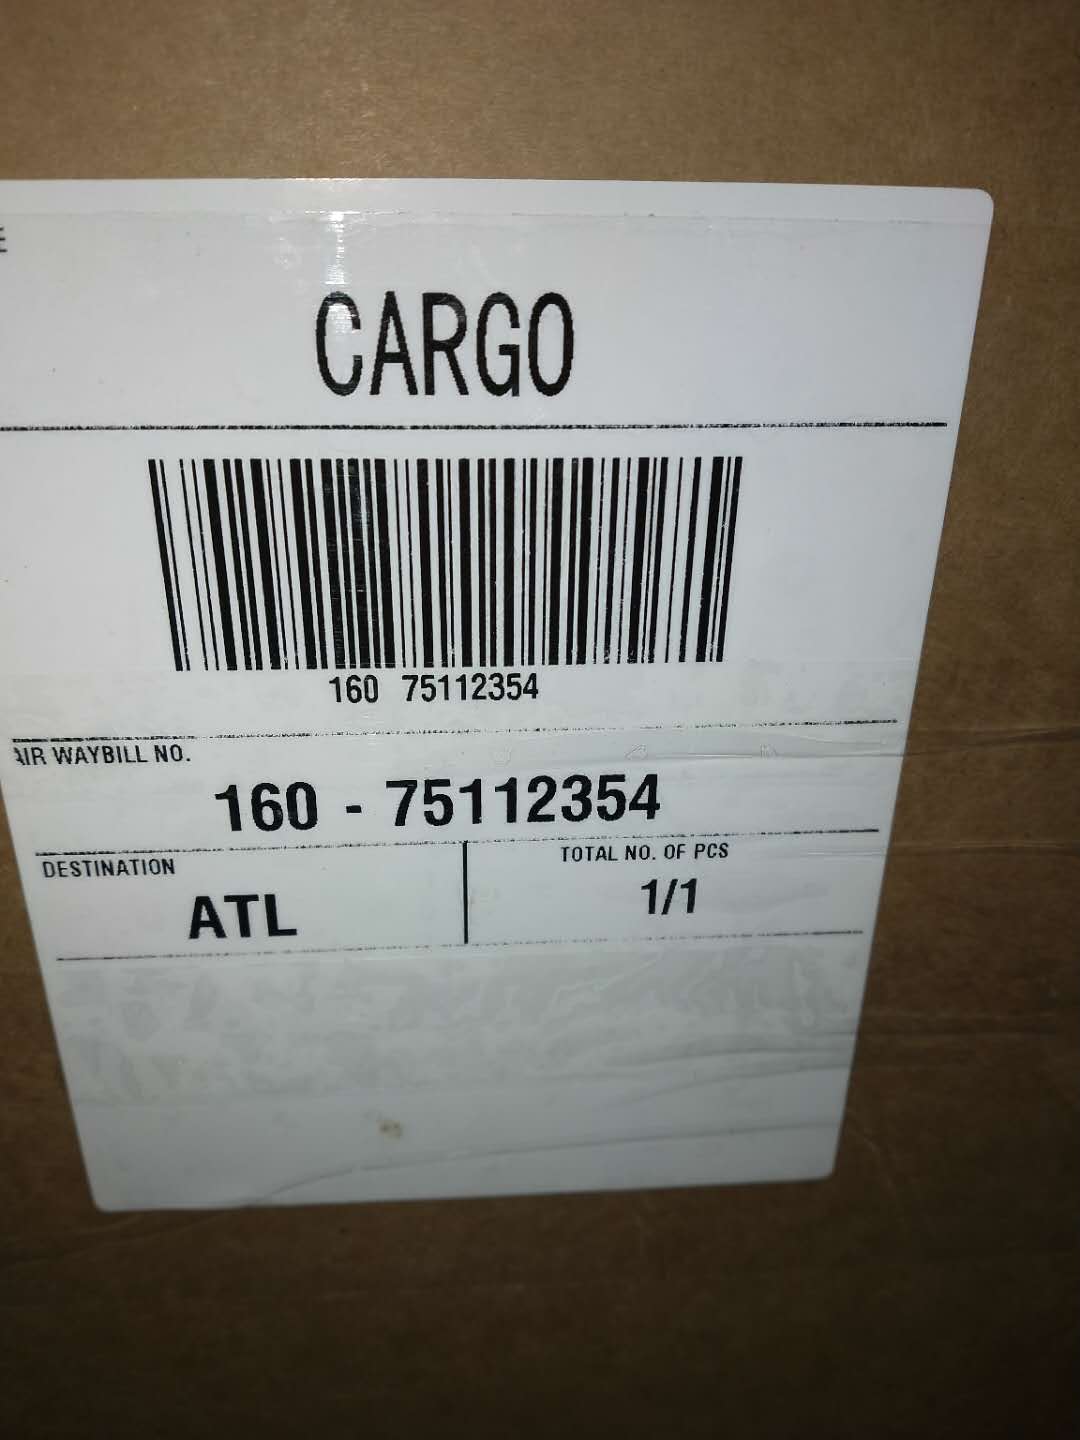 CARGO
160 75112354
AIR WAYBILL NO.
160 - 75112354
DESTINATION
TOTAL NO. OF PCS
ATL
1/1